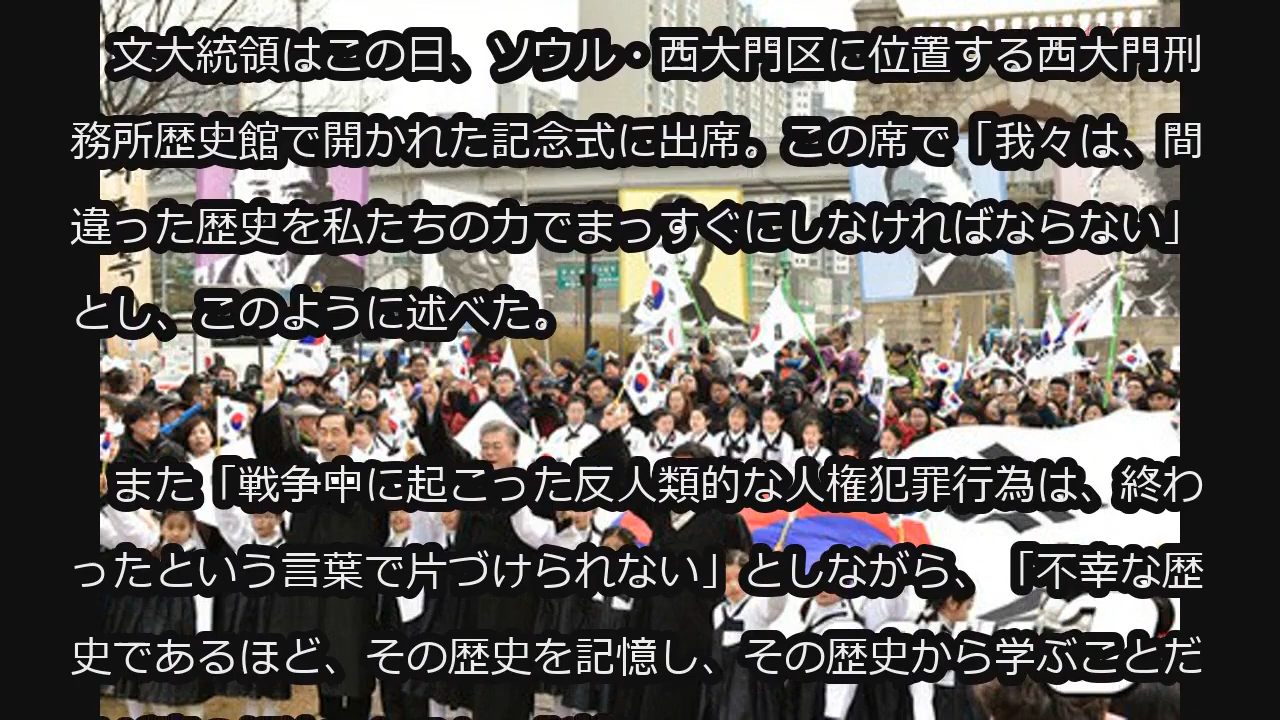 文大統領はこの日、ソウル・西大門区に位置する西大門刑
務所歴史館で開かれた記念式に出席。この席で「我々は、間
違った歴史を私たちの力でまっすぐにしなければならない」
とし、このように述べた。
また「戦争中に起こった反人類的な人権犯罪行為は、終わ
ったという言葉で片づけられない」としながら、「不幸な歴
史であるほど、その歴史を記憶し、その歴史から学ぶことだ